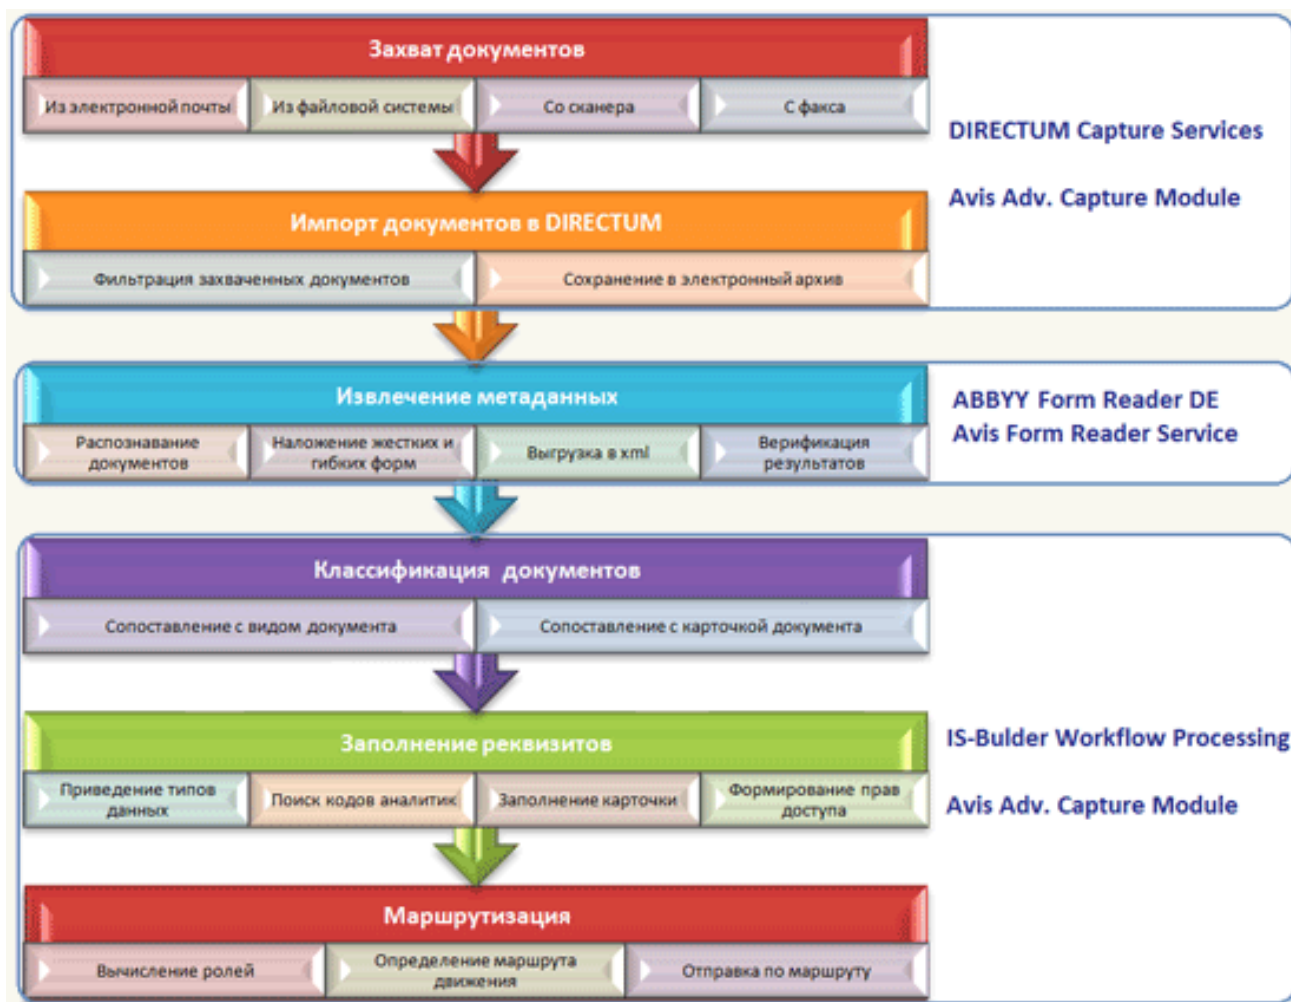 Захват документов
Из электронной почты
Из файловой системы
Со сканера
С факса
DIRECTUM Capture Services
Avis Adv. Capture Module
Импорт документов в DIRECTUM
Фильтрация захваченных документов
Сохранение в электронный архив
Извлечение метаданных
Распознавание
документов
Наложение жестких и
гибких форм
Выгрузка в xml
Верификация
результатов
ABBYY Form Reader DE
Avis Form Reader Service
Классификация документов
Сопоставление с видом документа
Сопоставление с карточкой документа
Заполнение реквизитов
Приведение типов
данных
Поиск кодов аналитик
Заполнение карточки
Формирование прав
доступа
IS-Bulder Workflow Processing
Avis Adv. Capture Module
Маршрутизация
Вычисление ролей
Определение маршрута
движения
Отправка по маршруту